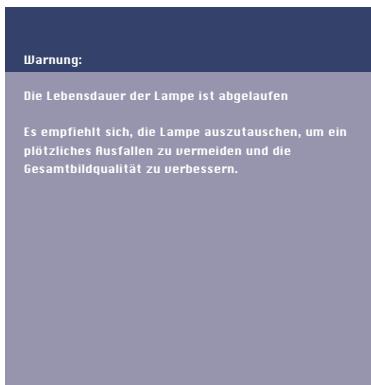 Warnung:
Die Lebensdauer der Lampe ist abgelaufen
Es empfiehlt sich, die Lampe auszutauschen, um ein
plötzliches Ausfallen zu vermeiden und die
Gesamtbildqualität zu verbessern.